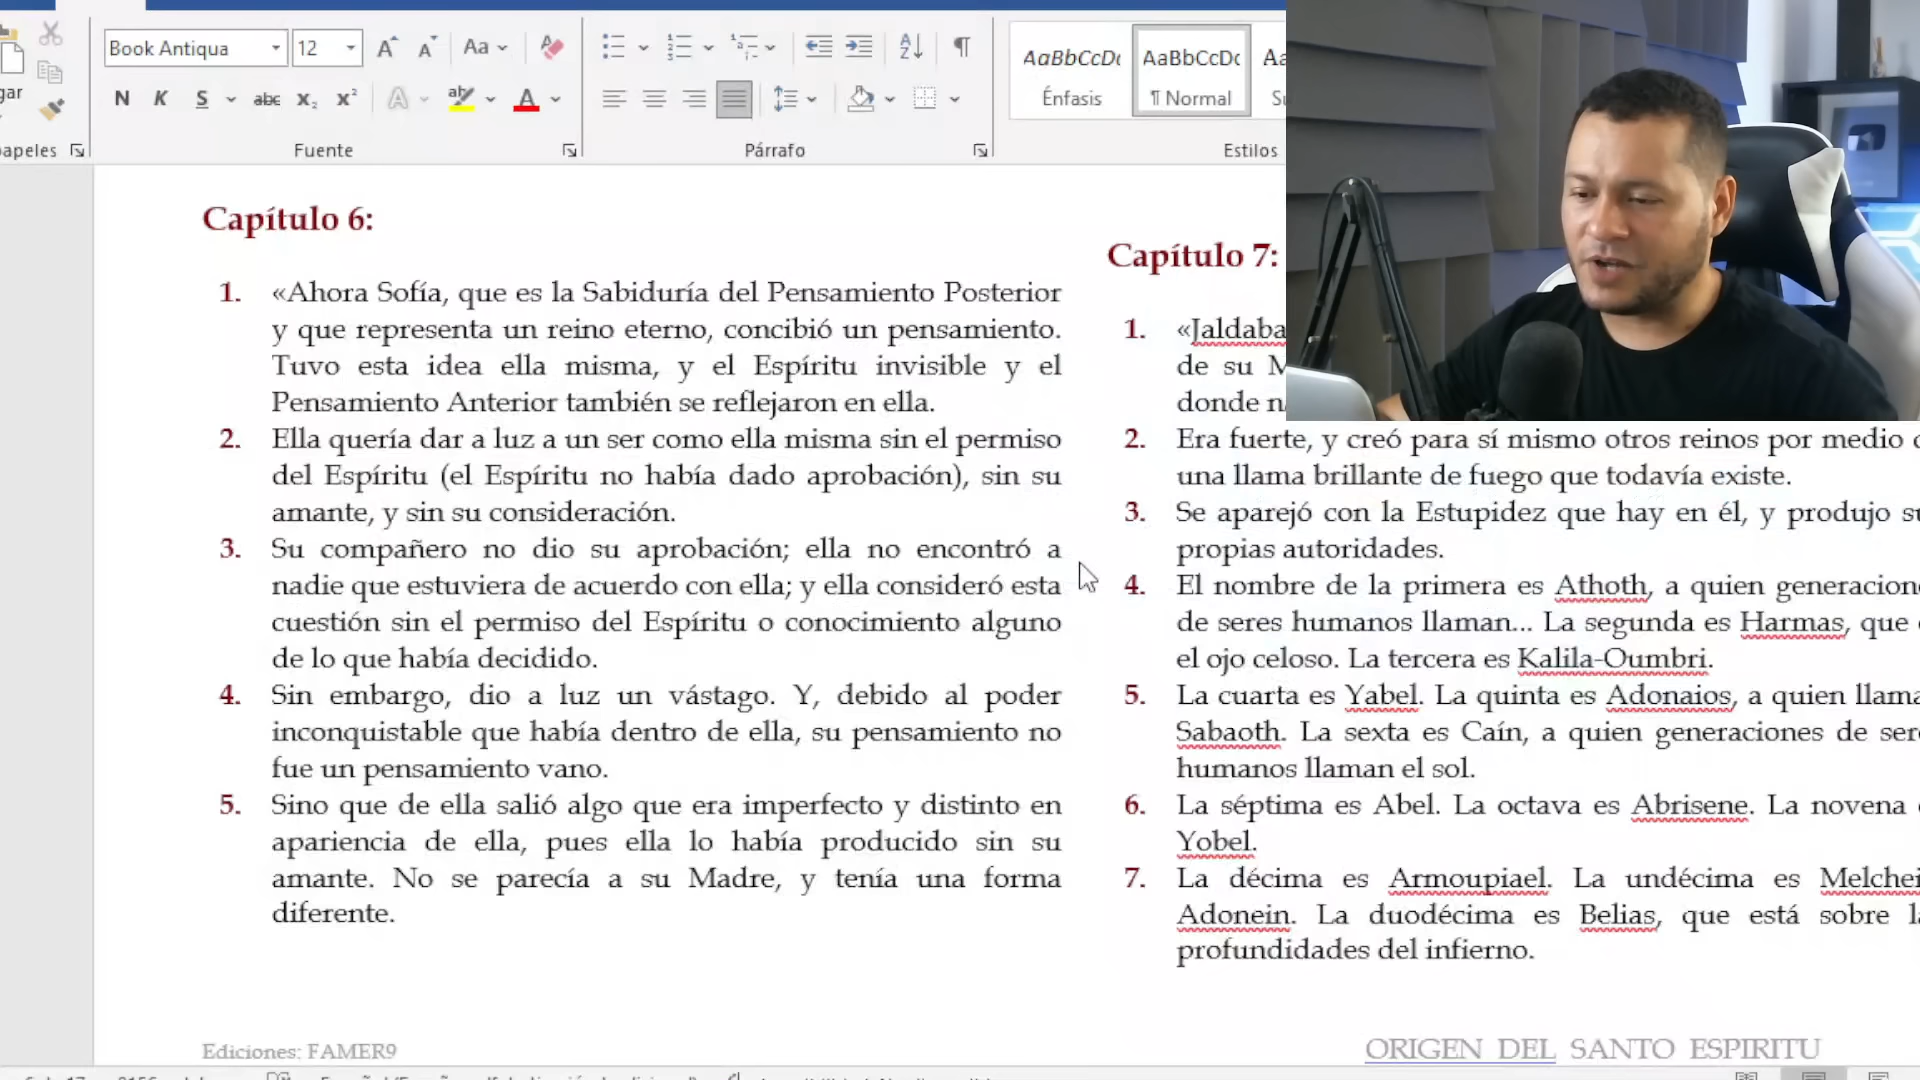 Book Antiqua
12
Aa
N K S abc x₂ x² A aby A
Fuente
Párrafo
AaBbCcDc
AaBbCcDc
Énfasis
¶ Normal
Estilos
Capítulo 6:
1. «Ahora Sofía, que es la Sabiduría del Pensamiento Posterior
y que representa un reino eterno, concibió un pensamiento.
Tuvo esta idea ella misma, y el Espíritu invisible y el
Pensamiento Anterior también se reflejaron en ella.
2. Ella quería dar a luz a un ser como ella misma sin el permiso
del Espíritu (el Espíritu no había dado aprobación), sin su
amante, y sin su consideración.
3. Su compañero no dio su aprobación; ella no encontró a
nadie que estuviera de acuerdo con ella; y ella consideró esta
cuestión sin el permiso del Espíritu o conocimiento alguno
de lo que había decidido.
4. Sin embargo, dio a luz un vástago. Y, debido al poder
inconquistable que había dentro de ella, su pensamiento no
fue un pensamiento vano.
5. Sino que de ella salió algo que era imperfecto y distinto en
apariencia de ella, pues ella lo había producido sin su
amante. No se parecía a su Madre, y tenía una forma
diferente.
Ediciones: FAMER9
Capítulo 7:
1. «Jaldaba
de su M
donde n
2. Era fuerte, y creó para sí mismo otros reinos por medio
una llama brillante de fuego que todavía existe.
3. Se aparejó con la Estupidez que hay en él, y produjo su
propias autoridades.
4. El nombre de la primera es Athoth, a quien generacion
de seres humanos llaman... La segunda es Harmas, que
el ojo celoso. La tercera es Kalila-Oumbri.
5. La cuarta es Yabel. La quinta es Adonaios, a quien llama
Sabaoth. La sexta es Caín, a quien generaciones de ser
humanos llaman el sol.
6. La séptima es Abel. La octava es Abrisene. La novena
Yobel.
7. La décima es Armoupiael. La undécima es Melchei
Adonein. La duodécima es Belias, que está sobre l
profundidades del infierno.
ORIGEN DEL SANTO ESPIRITU